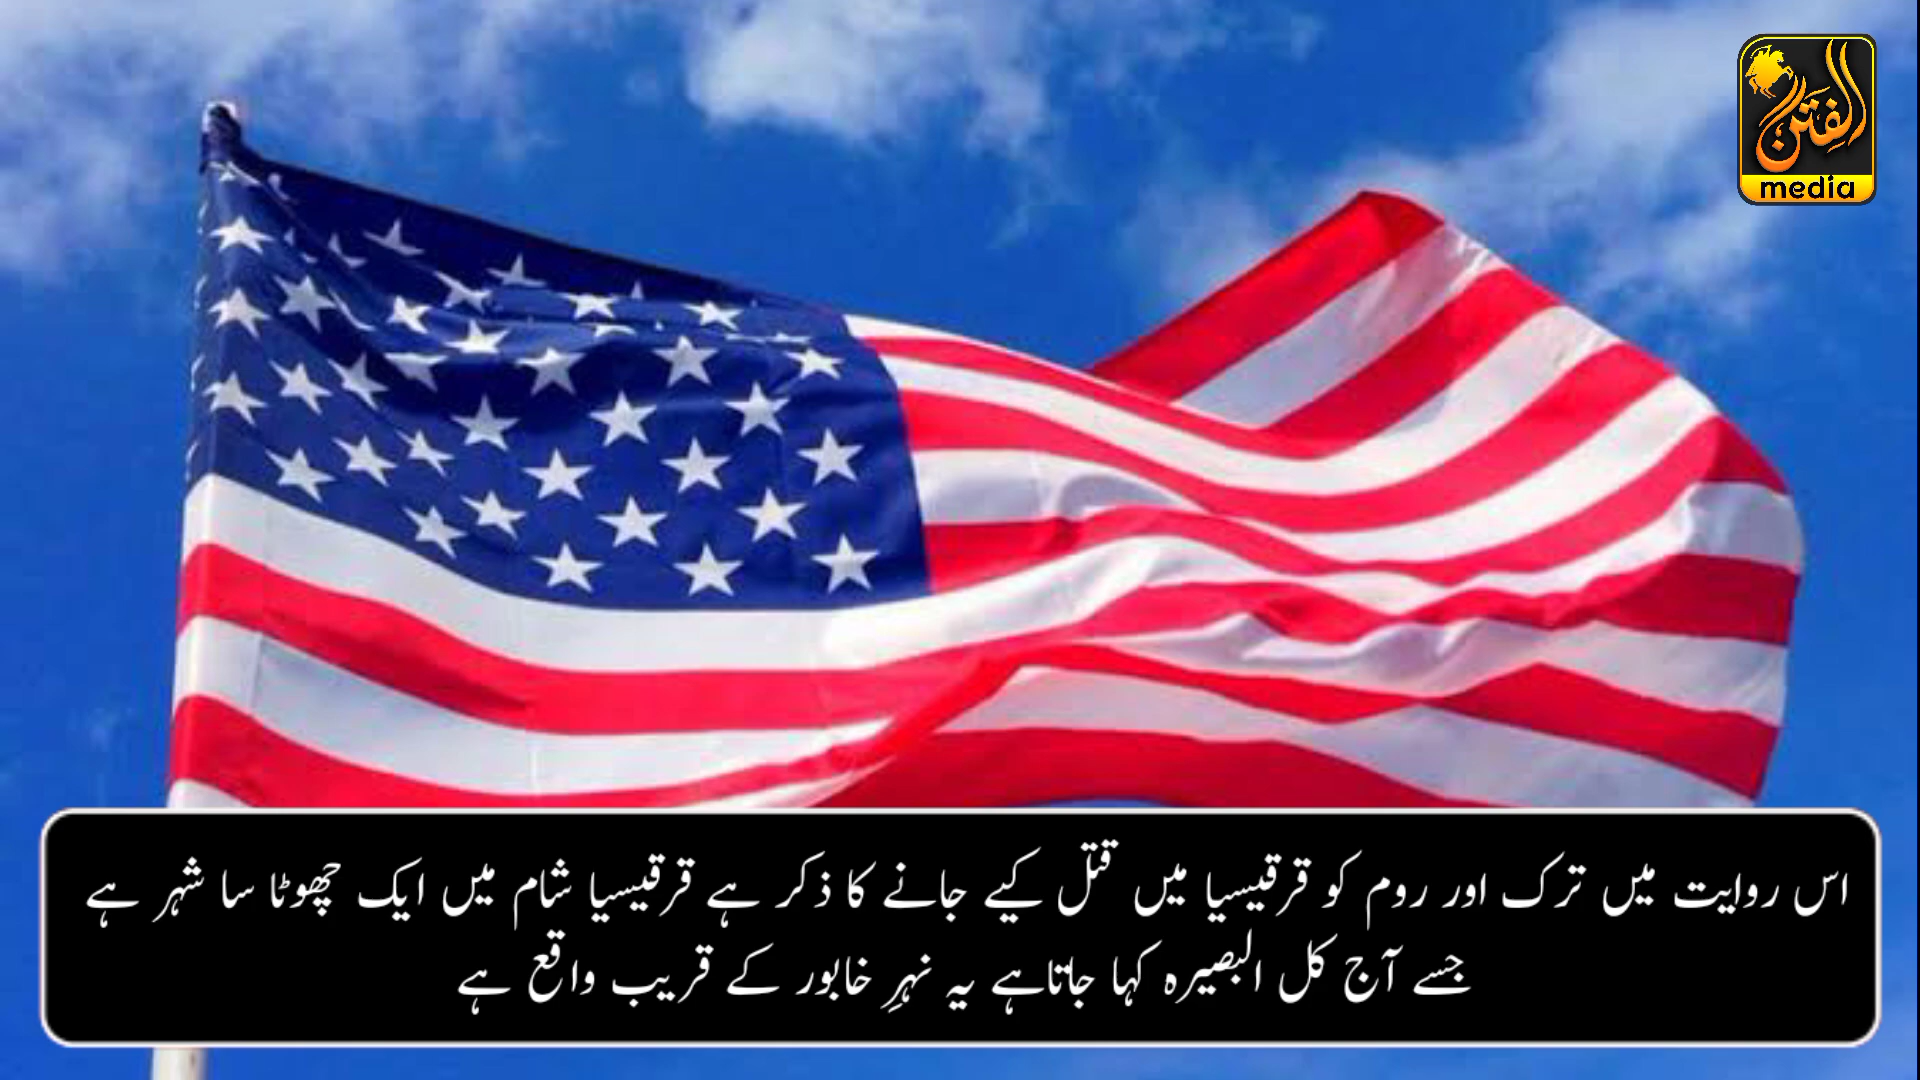 الفتن
media
اس روایت میں ترک اور روم کو قرقیسیا میں قتل کیے جانے کا ذکر ہے قرقیسیا شام میں ایک چھوٹا سا شہر ہے
جسے آج کل البصیرہ کہا جاتاہے یہ نہرِ خابور کے قریب واقع ہے